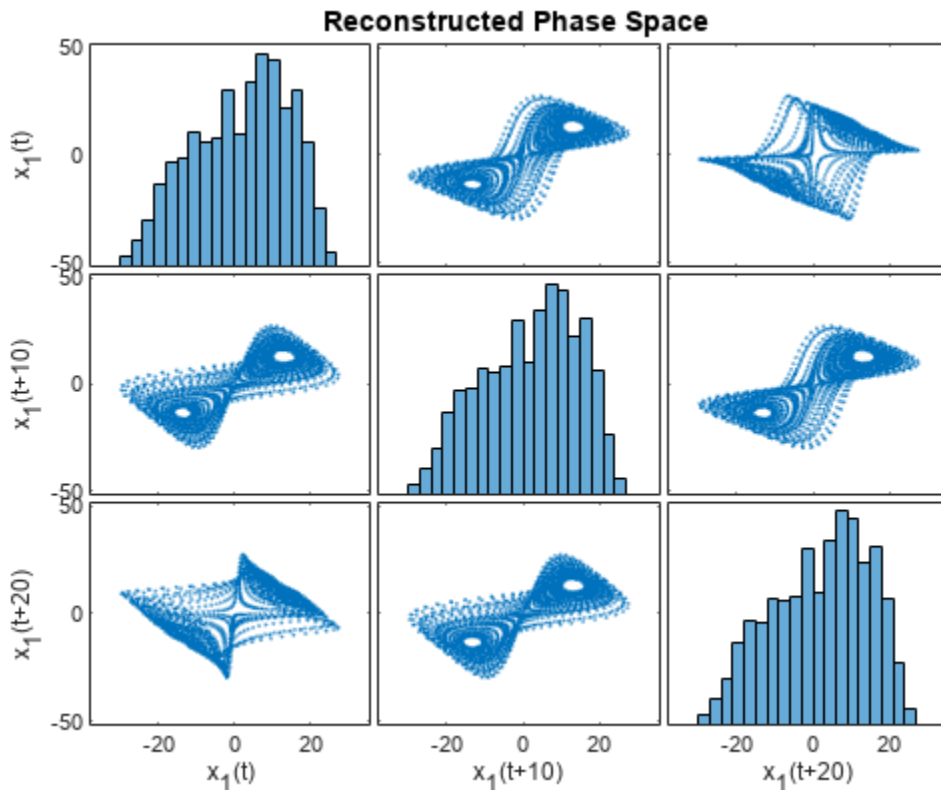 Reconstructed Phase Space
50
x₁(t)
0
-50
50
x₁(t+10)
0
-50
50
x₁(t+20)
0
-50
-20 0 20 -20 0 20 -20 0 20
x₁(t) x₁(t+10) x₁(t+20)